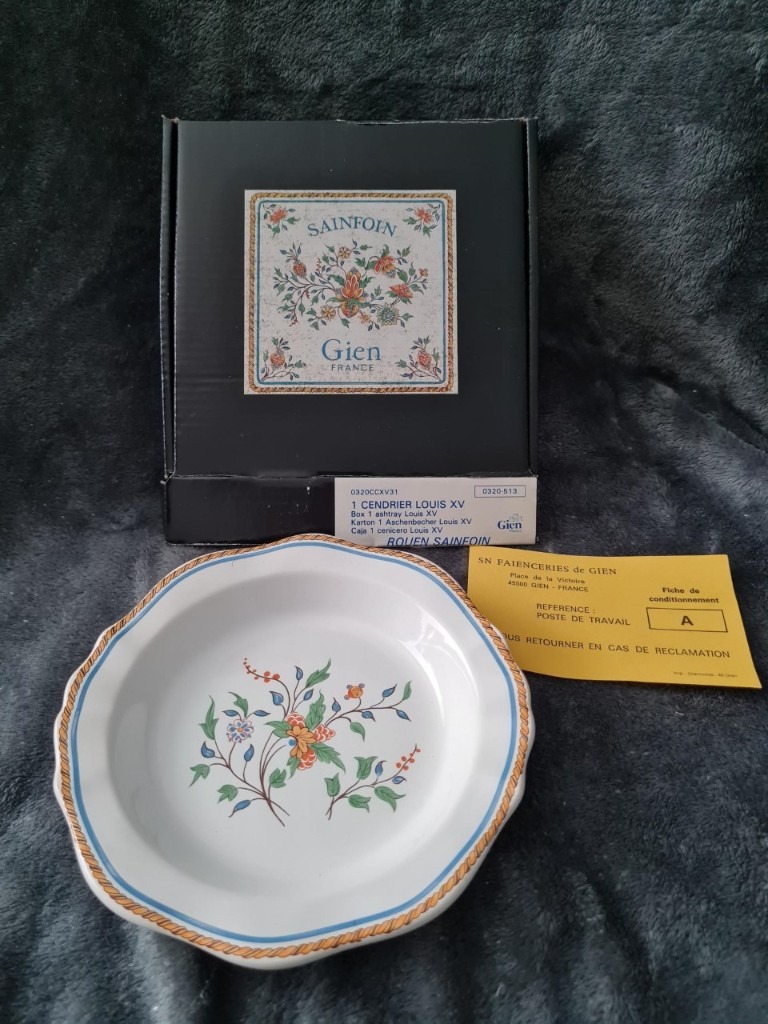 SAINFOIN
Gien
FRANCE
0320CCXV31
0320-513
1 CENDRIER LOUIS XV
Box 1 ashtray Louis XV
Karton 1 Aschenbecher Louis XV
Caja 1 cenicero Louis XV
Gien
ROUEN SAINFOIN
SN FAIENCERIES de GIEN
Place de la Victoire
45500 GIEN - FRANCE
Fiche de
conditionnement
REFERENCE :
POSTE DE TRAVAIL
A
RETOURNER EN CAS DE RECLAMATION